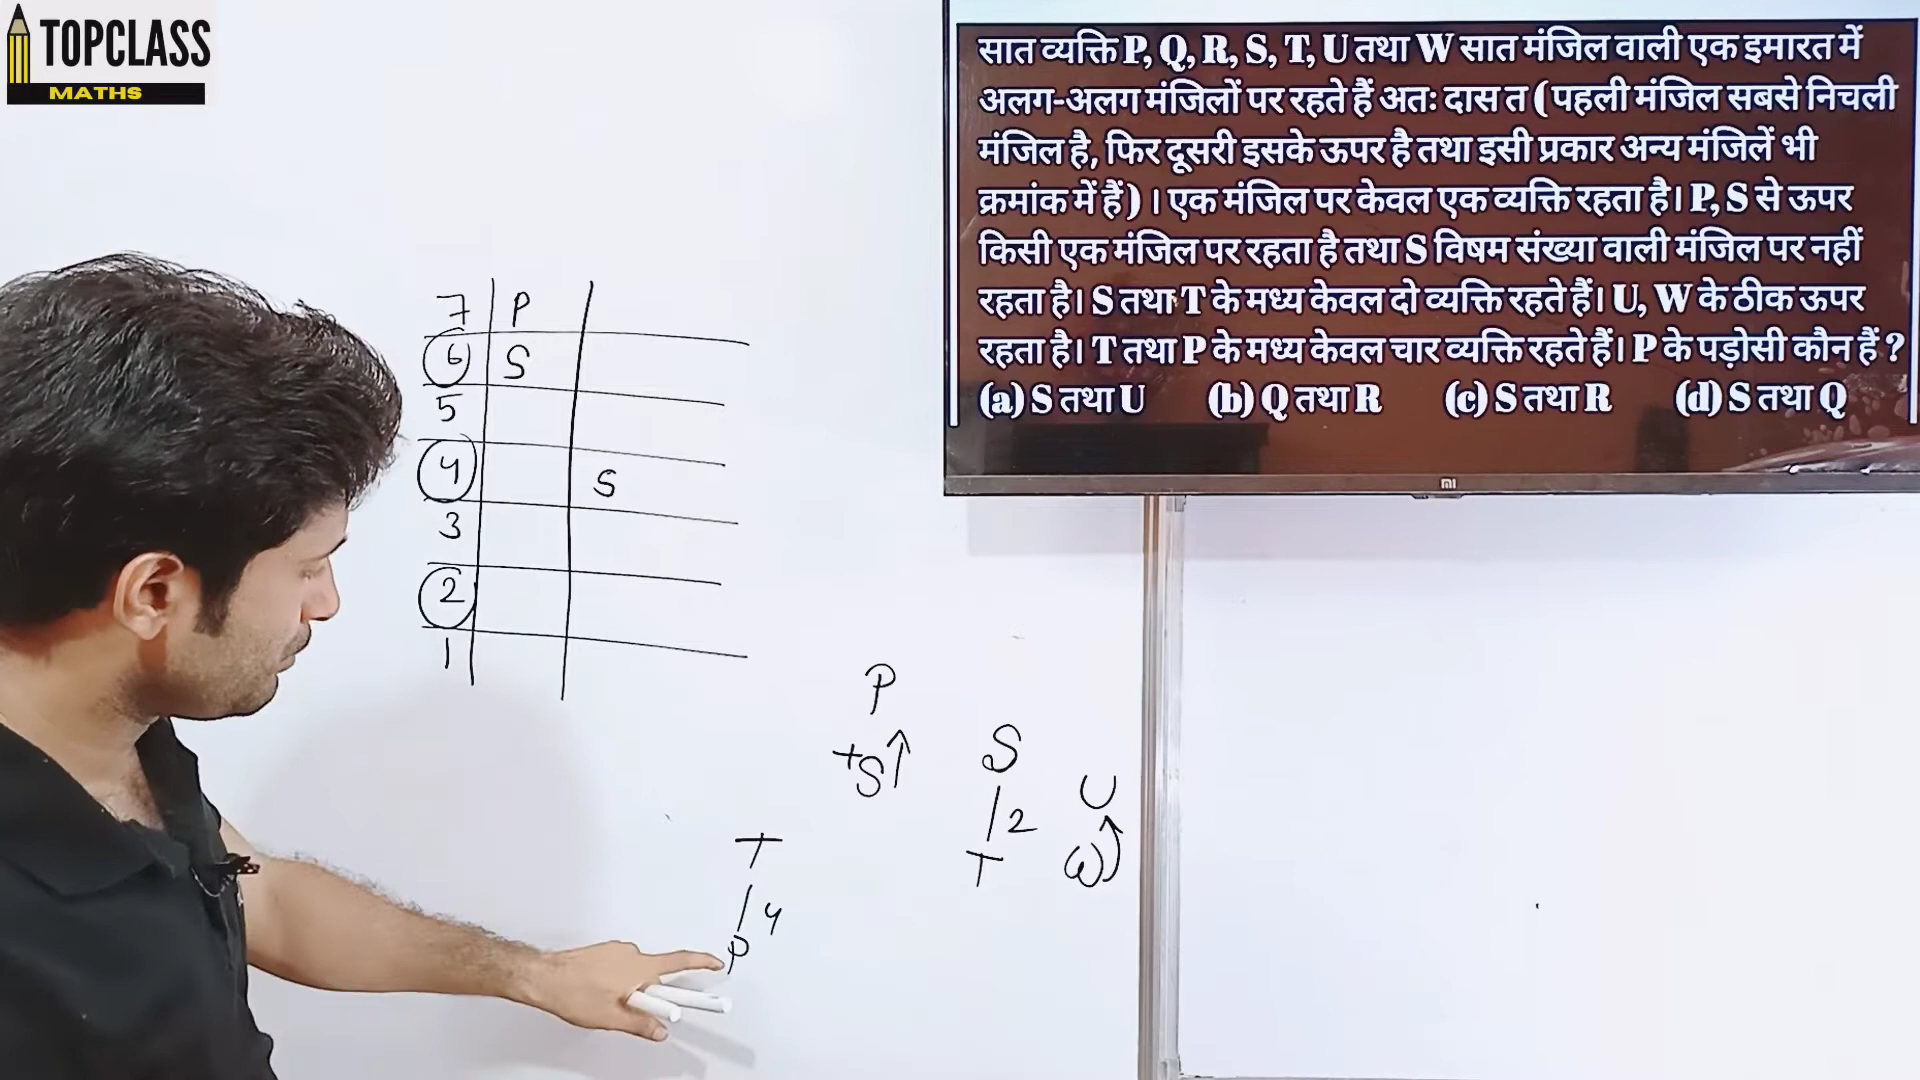 TOPCLASS
MATHS
सात व्यक्ति P, Q, R, S, T, U तथा W सात मंजिल वाली एक इमारत में
अलग-अलग मंजिलों पर रहते हैं अतः दास त ( पहली मंजिल सबसे निचली
मंजिल है, फिर दूसरी इसके ऊपर है तथा इसी प्रकार अन्य मंजिलें भी
क्रमांक में हैं ) । एक मंजिल पर केवल एक व्यक्ति रहता है। P, S से ऊपर
किसी एक मंजिल पर रहता है तथा S विषम संख्या वाली मंजिल पर नहीं
रहता है। S तथा T के मध्य केवल दो व्यक्ति रहते हैं। U, W के ठीक ऊपर
रहता है। T तथा P के मध्य केवल चार व्यक्ति रहते हैं। P के पड़ोसी कौन हैं ?
(a) S तथा U (b) Q तथा R (c) S तथा R (d) S तथा Q
mi
7 P
6 S
5
4 S
3
2
1
P
+S↑
S
/2
T
U
W
T
/4
P